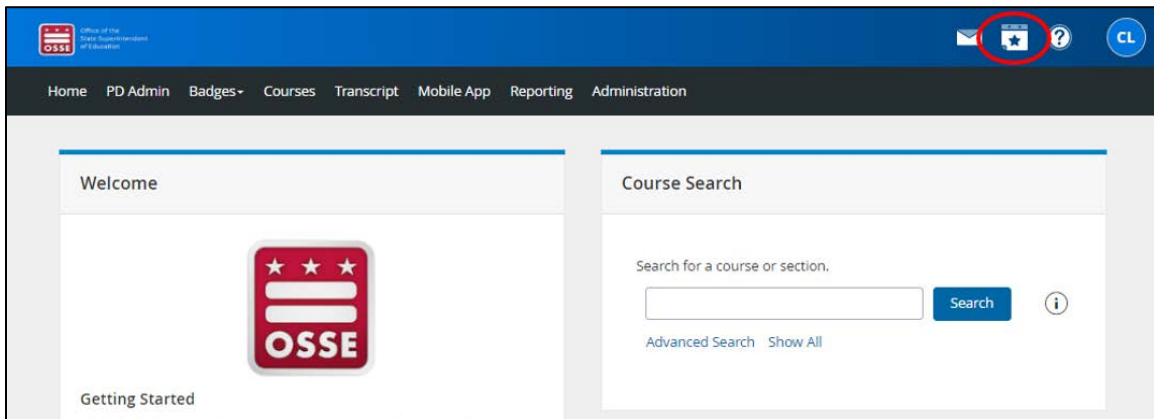 OSSE
Office of the
State Superintendent
of Education
?
CL
Home PD Admin Badges Courses Transcript Mobile App Reporting Administration
Welcome
OSSE
Getting Started
Course Search
Search for a course or section.
Search i
Advanced Search Show All